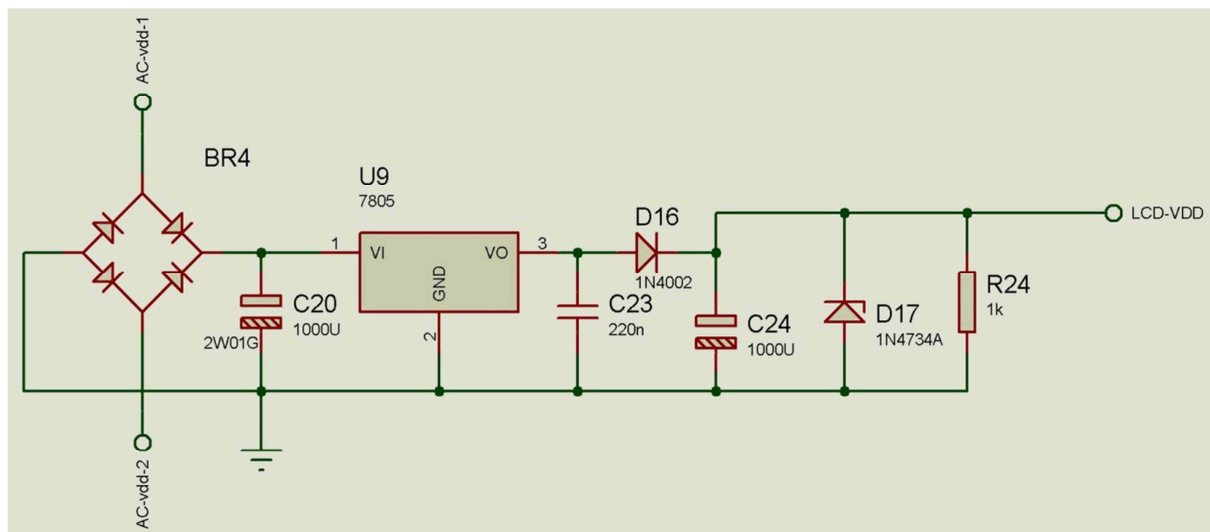 AC-vdd-1
BR4
U9
7805
D16
LCD-VDD
1
VI
VO
3
1N4002
R24
1k
GND
C20
1000U
2W01G
C23
220n
C24
1000U
D17
1N4734A
2
AC-vdd-2